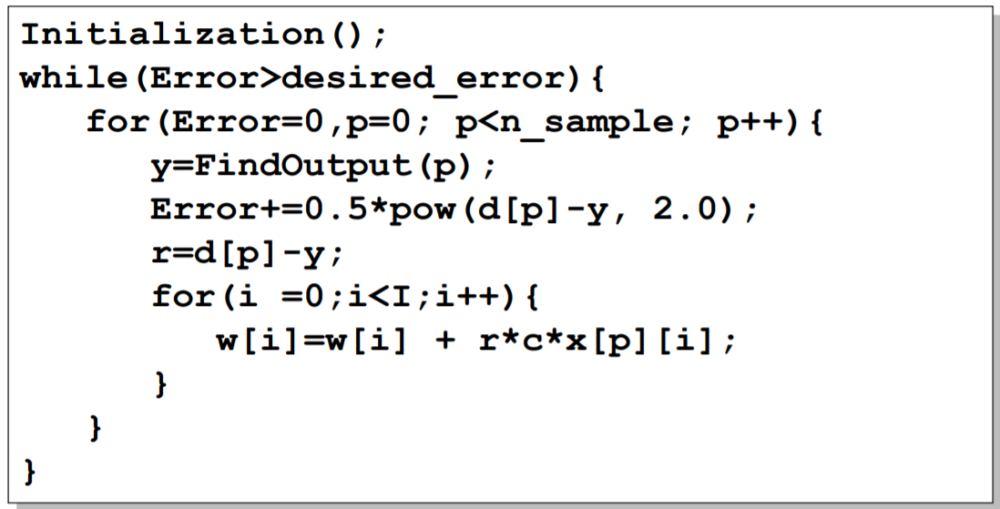 Initialization();
while(Error>desired_error){
for(Error=0,p=0; p<n_sample; p++){
y=FindOutput(p);
Error+=0.5*pow(d[p]-y, 2.0);
r=d[p]-y;
for(i =0;i<I;i++){
w[i]=w[i] + r*c*x[p][i];
}
}
}